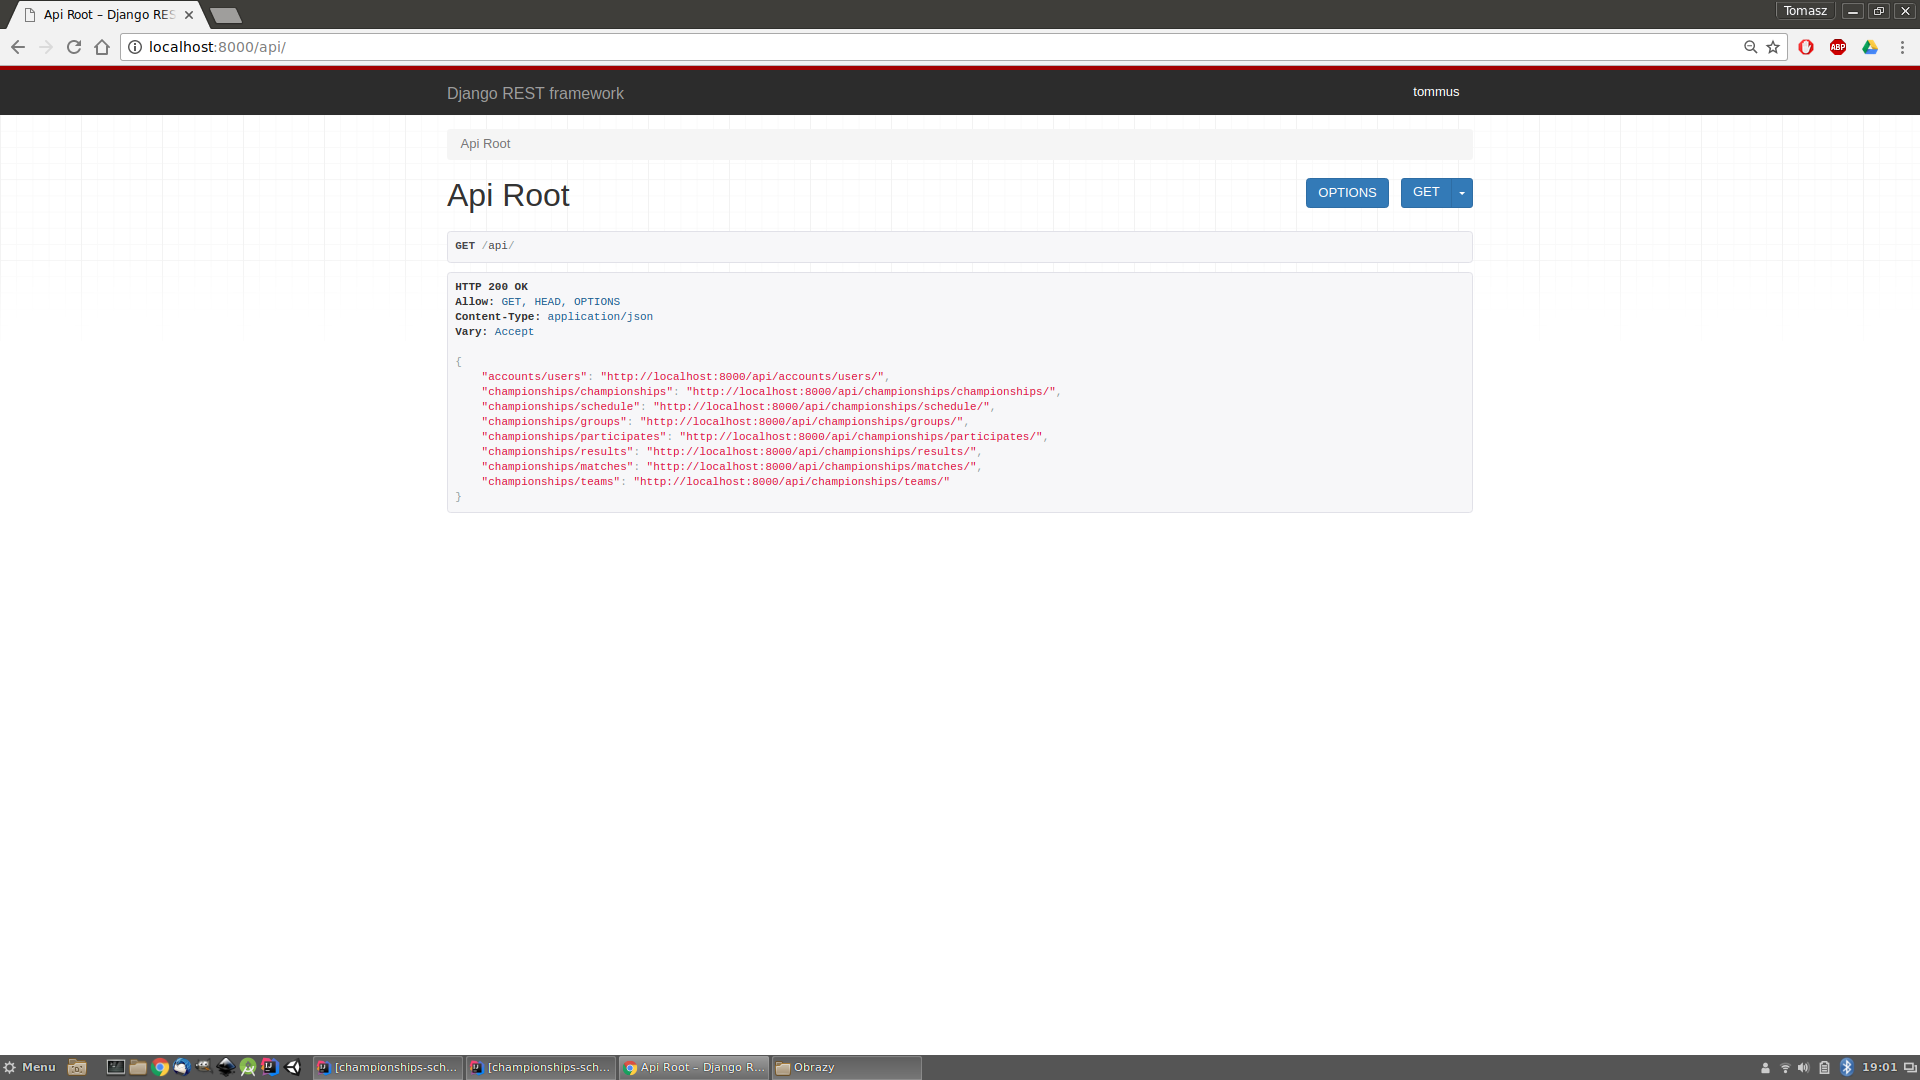 Api Root – Django RES
Tomasz
localhost:8000/api/
ABP
Django REST framework
tommus
Api Root
Api Root
OPTIONS
GET
GET /api/
HTTP 200 OK
Allow: GET, HEAD, OPTIONS
Content-Type: application/json
Vary: Accept
{
"accounts/users": "http://localhost:8000/api/accounts/users/",
"championships/championships": "http://localhost:8000/api/championships/championships/",
"championships/schedule": "http://localhost:8000/api/championships/schedule/",
"championships/groups": "http://localhost:8000/api/championships/groups/",
"championships/participates": "http://localhost:8000/api/championships/participates/",
"championships/results": "http://localhost:8000/api/championships/results/",
"championships/matches": "http://localhost:8000/api/championships/matches/",
"championships/teams": "http://localhost:8000/api/championships/teams/"
}
Menu
[championships-sch...
[championships-sch...
Api Root – Django R...
Obrazy
19:01